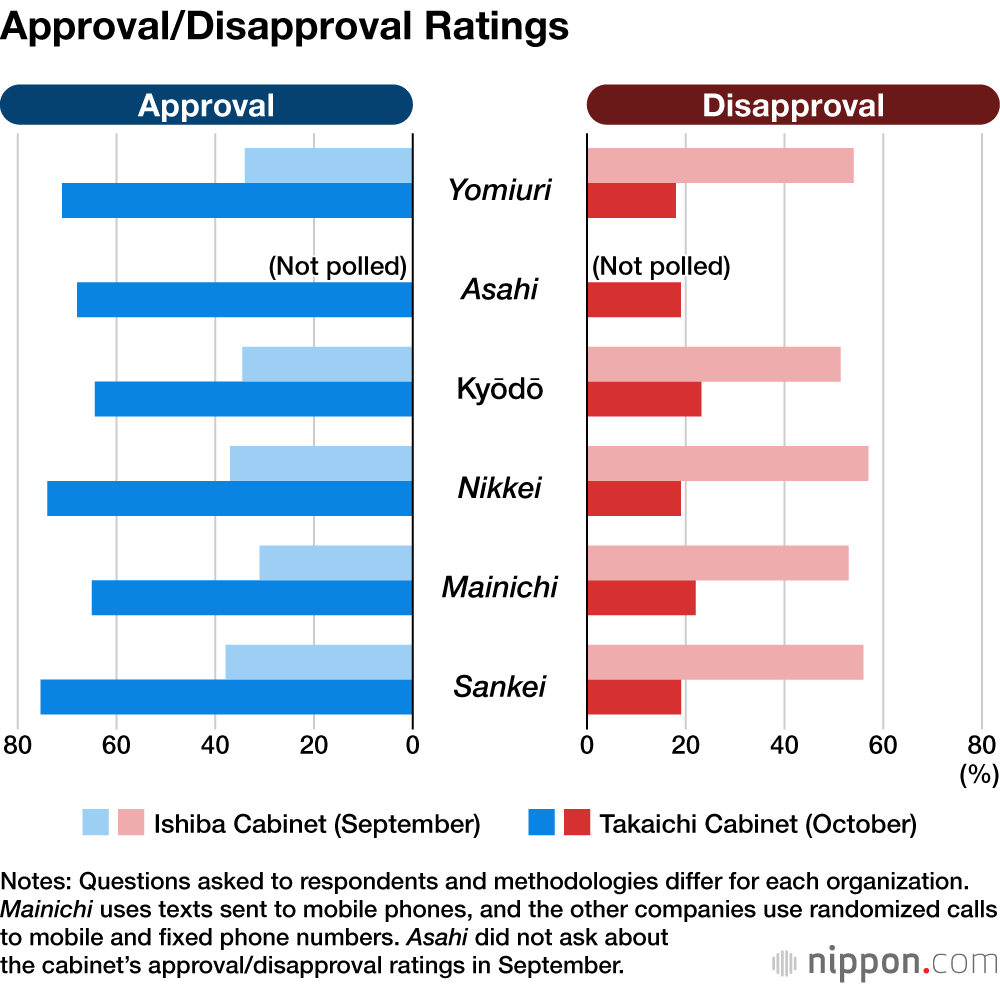 Approval/Disapproval Ratings
Approval
Disapproval
Yomiuri
(Not polled)
(Not polled)
Asahi
Kyōdō
Nikkei
Mainichi
Sankei
80 60 40 20 0
0 20 40 60 80
(%)
Ishiba Cabinet (September)
Takaichi Cabinet (October)
Notes: Questions asked to respondents and methodologies differ for each organization.
Mainichi uses texts sent to mobile phones, and the other companies use randomized calls
to mobile and fixed phone numbers. Asahi did not ask about
the cabinet’s approval/disapproval ratings in September.
nippon.com